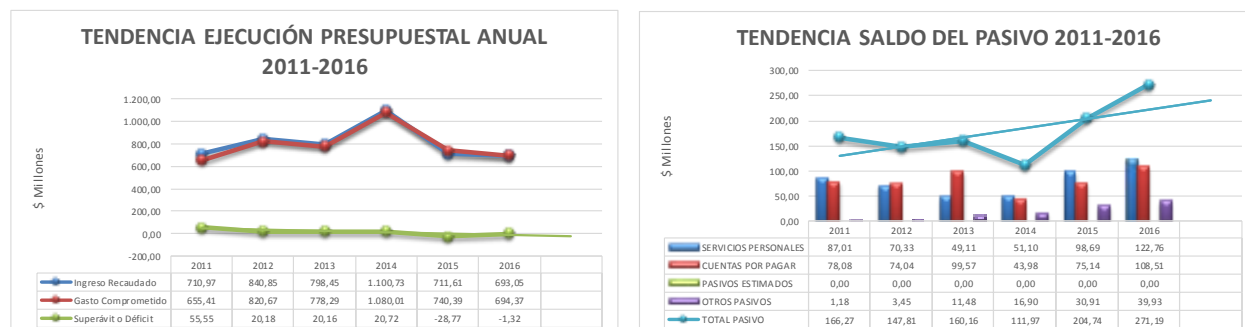 TENDENCIA EJECUCIÓN PRESUPUESTAL ANUAL
2011-2016
$ Millones
1.200,00
1.000,00
800,00
600,00
400,00
200,00
0,00
-200,00
2011 2012 2013 2014 2015 2016
Ingreso Recaudado 710,97 840,85 798,45 1.100,73 711,61 693,05
Gasto Comprometido 655,41 820,67 778,29 1.080,01 740,39 694,37
Superávit o Déficit 55,55 20,18 20,16 20,72 -28,77 -1,32
TENDENCIA SALDO DEL PASIVO 2011-2016
$ Millones
300,00
250,00
200,00
150,00
100,00
50,00
0,00
2011 2012 2013 2014 2015 2016
SERVICIOS PERSONALES 87,01 70,33 49,11 51,10 98,69 122,76
CUENTAS POR PAGAR 78,08 74,04 99,57 43,98 75,14 108,51
PASIVOS ESTIMADOS 0,00 0,00 0,00 0,00 0,00 0,00
OTROS PASIVOS 1,18 3,45 11,48 16,90 30,91 39,93
TOTAL PASIVO 166,27 147,81 160,16 111,97 204,74 271,19